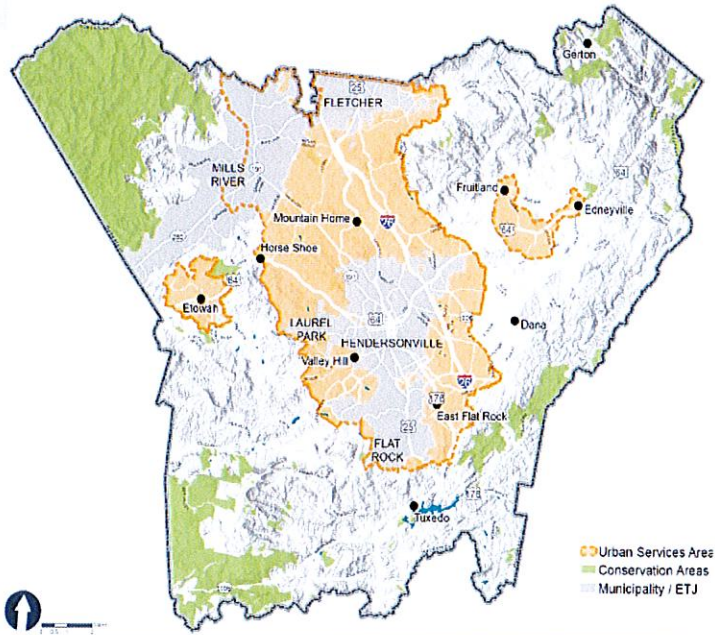 Gerton
25
FLETCHER
64
MILLS
RIVER
191
Fruitland
Edneyville
Mountain Home
26
64
Horse Shoe
280
191
64
Etowah
64
LAUREL
PARK
Dana
HENDERSONVILLE
Valley Hill
26
176
East Flat Rock
25
FLAT
ROCK
176
Tuxedo
Urban Services Area
Conservation Areas
Municipality / ETJ